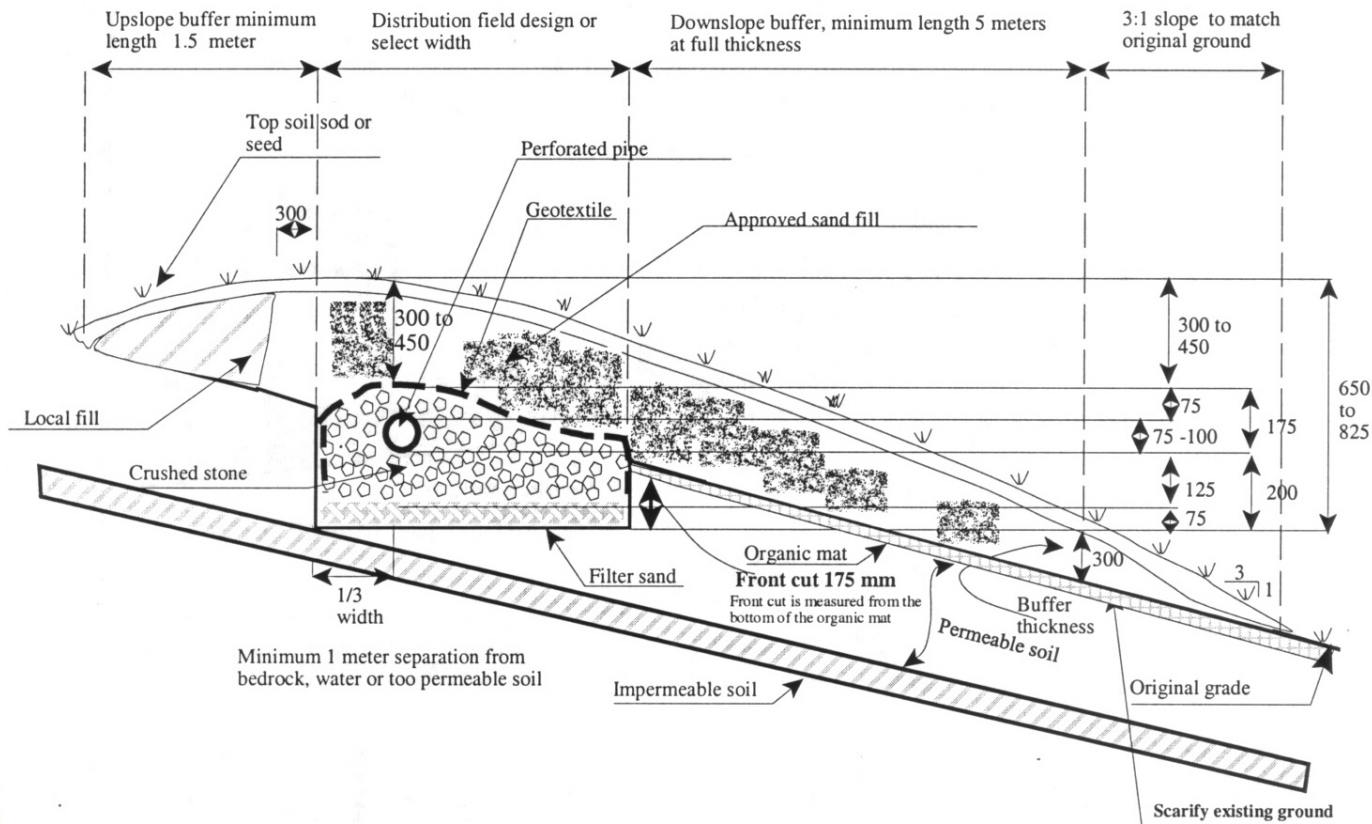 Upslope buffer minimum
length 1.5 meter
Distribution field design or
select width
Downslope buffer, minimum length 5 meters
at full thickness
3:1 slope to match
original ground
Top soil sod or
seed
Perforated pipe
Geotextile
Approved sand fill
300
300 to
450
300 to
450
650
to
825
75
175
75 -100
125
200
75
Local fill
Crushed stone
Organic mat
300
Filter sand
Front cut 175 mm
Front cut is measured from the
bottom of the organic mat
Buffer
thickness
3
1
1/3
width
Permeable soil
Minimum 1 meter separation from
bedrock, water or too permeable soil
Impermeable soil
Original grade
Scarify existing ground